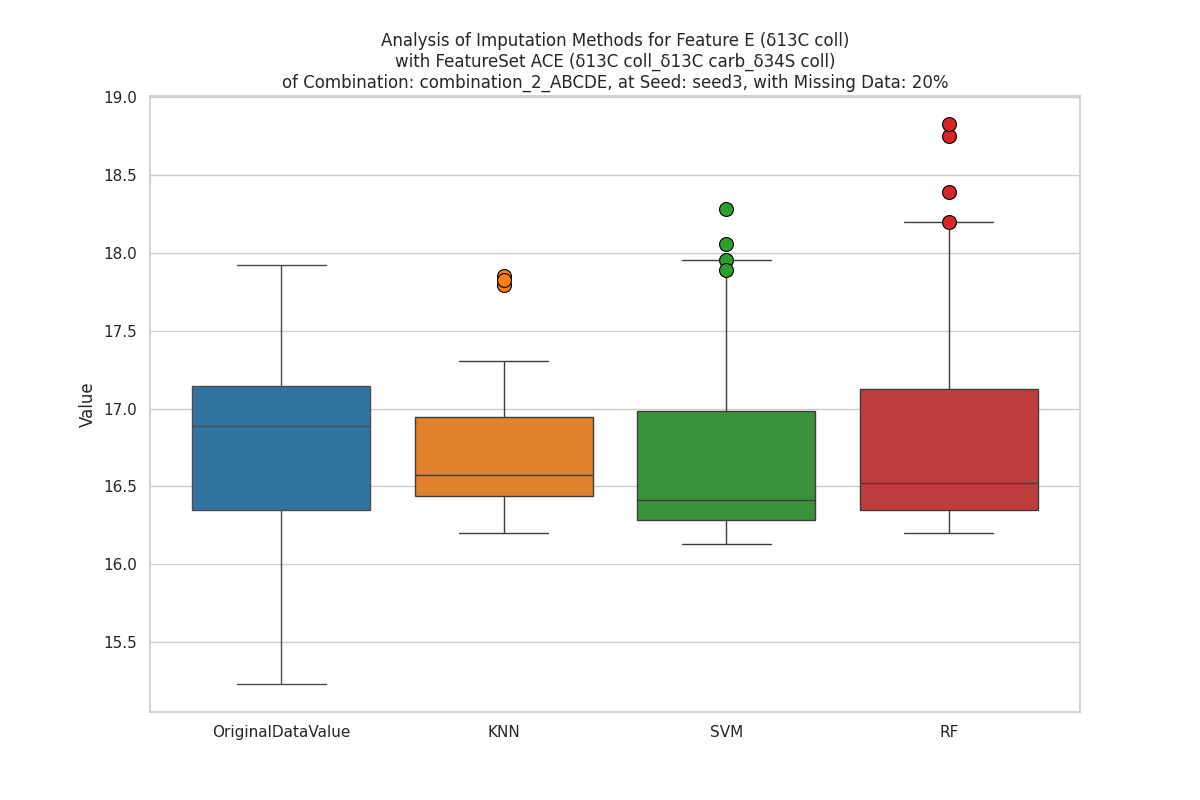 Analysis of Imputation Methods for Feature E (δ13C coll)
with FeatureSet ACE (δ13C coll_δ13C carb_δ34S coll)
of Combination: combination_2_ABCDE, at Seed: seed3, with Missing Data: 20%
19.0
18.5
18.0
17.5
17.0
16.5
16.0
15.5
Value
OriginalDataValue
KNN
SVM
RF